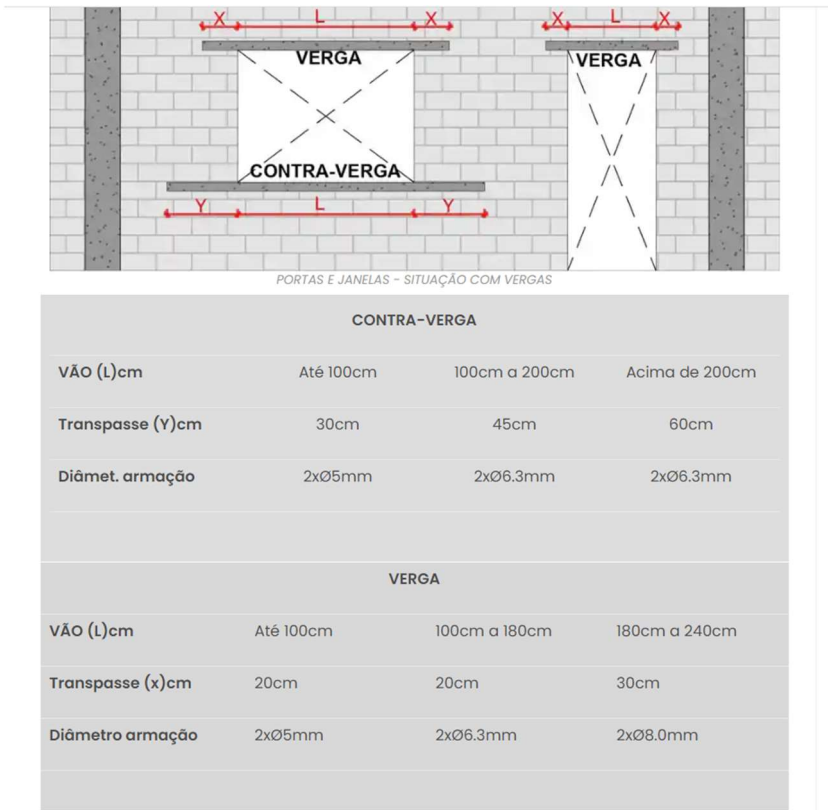 X L X X L X
VERGA VERGA
CONTRA-VERGA
Y L Y
PORTAS E JANELAS - SITUAÇÃO COM VERGAS
CONTRA-VERGA
VÃO (L)cm Até 100cm 100cm a 200cm Acima de 200cm
Transpasse (Y)cm 30cm 45cm 60cm
Diâmet. armação 2xØ5mm 2xØ6.3mm 2xØ6.3mm
VERGA
VÃO (L)cm Até 100cm 100cm a 180cm 180cm a 240cm
Transpasse (x)cm 20cm 20cm 30cm
Diâmetro armação 2xØ5mm 2xØ6.3mm 2xØ8.0mm